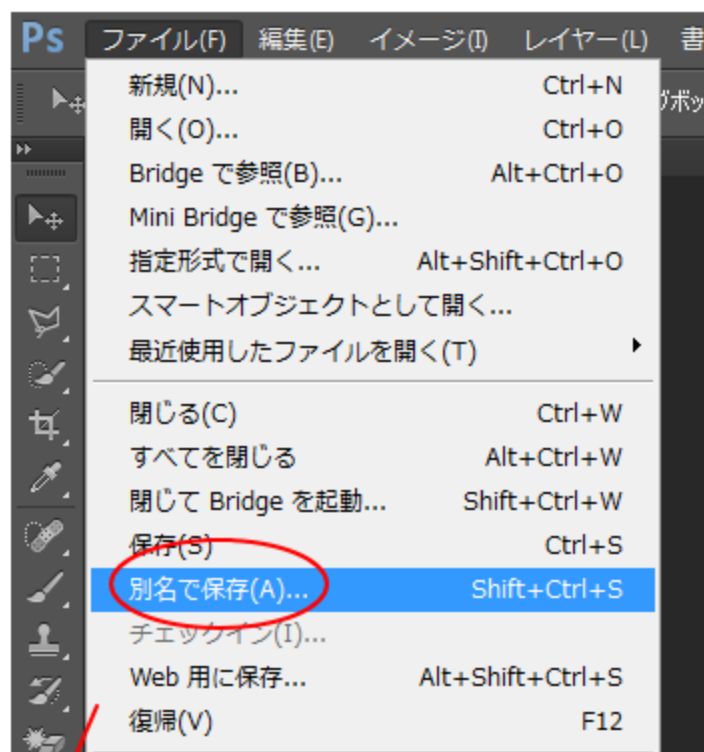 Ps ファイル(F) 編集(E) イメージ(I) レイヤー(L) 書
新規(N)... Ctrl+N
開く(O)... Ctrl+O
Bridge で参照(B)... Alt+Ctrl+O
Mini Bridge で参照(G)...
指定形式で開く... Alt+Shift+Ctrl+O
スマートオブジェクトとして開く...
最近使用したファイルを開く(T)
閉じる(C) Ctrl+W
すべてを閉じる Alt+Ctrl+W
閉じて Bridge を起動... Shift+Ctrl+W
保存(S) Ctrl+S
別名で保存(A)... Shift+Ctrl+S
チェックイン(I)...
Web 用に保存... Alt+Shift+Ctrl+S
復帰(V) F12